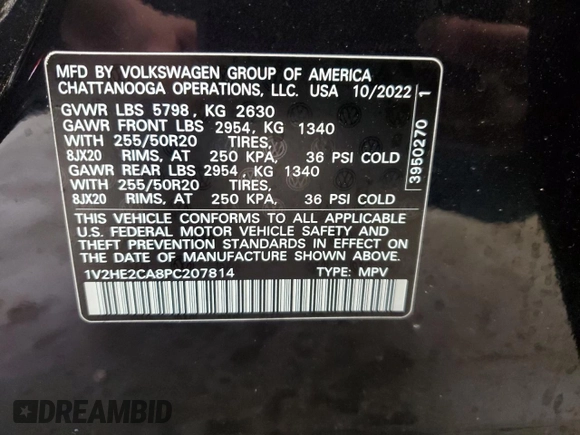 MFD BY VOLKSWAGEN GROUP OF AMERICA
CHATTANOOGA OPERATIONS, LLC. USA 10/2022
GVWR LBS 5798, KG 2630
GAWR FRONT LBS 2954, KG 1340
WITH 255/50R20 TIRES,
8JX20 RIMS, AT 250 KPA, 36 PSI COLD
GAWR REAR LBS 2954, KG 1340
WITH 255/50R20 TIRES,
8JX20 RIMS, AT 250 KPA, 36 PSI COLD
THIS VEHICLE CONFORMS TO ALL APPLICABLE
U.S. FEDERAL MOTOR VEHICLE SAFETY AND
THEFT PREVENTION STANDARDS IN EFFECT ON
THE DATE OF MANUFACTURE SHOWN ABOVE.
1V2HE2CA8PC207814 TYPE: MPV
3950270 1
DREAMBID